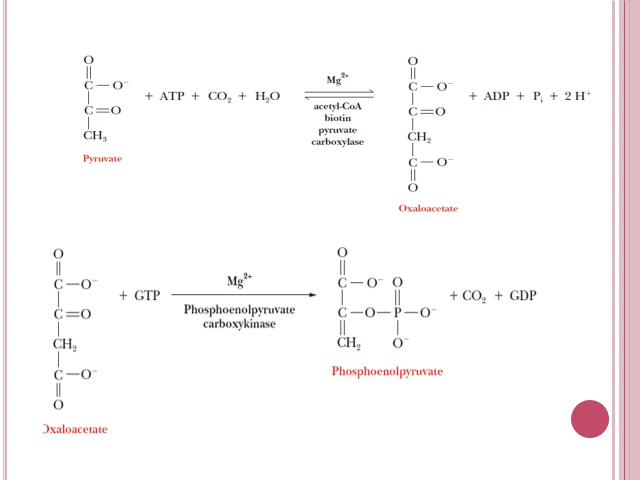 O
C—O⁻
C=O
CH₃
Pyruvate
+ ATP + CO₂ + H₂O
Mg²⁺
acetyl-CoA
biotin
pyruvate
carboxylase
O
C—O⁻
C=O
CH₂
C—O⁻
O
Oxaloacetate
+ ADP + Pᵢ + 2 H⁺
O
C—O⁻
C=O
CH₂
C—O⁻
O
Oxaloacetate
+ GTP
Mg²⁺
Phosphoenolpyruvate
carboxykinase
O
C—O⁻ O
C—O—P—O⁻
CH₂ O⁻
Phosphoenolpyruvate
+ CO₂ + GDP